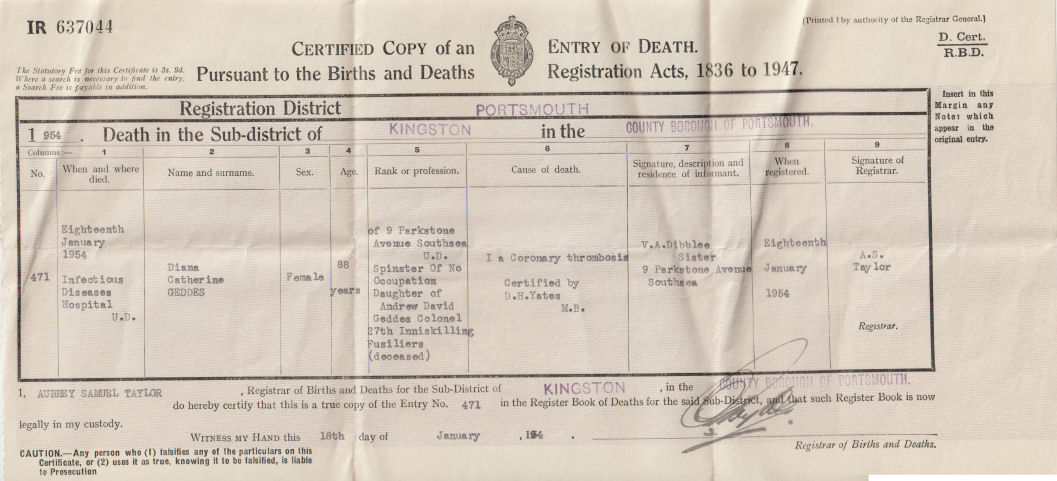 IR 637044
(Printed by authority of the Registrar General.)
CERTIFIED COPY of an ENTRY OF DEATH.
D. Cert.
R.B.D.
The Statutory Fee for this Certificate is 3s. 9d.
Where a search is necessary to find the entry,
a Search Fee is payable in addition.
Pursuant to the Births and Deaths Registration Acts, 1836 to 1947.
Registration District PORTSMOUTH
Insert in this
Margin any
Notes which
appear in the
original entry.
1954 . Death in the Sub-district of KINGSTON in the COUNTY BOROUGH OF PORTSMOUTH.
Columns:— 1 2 3 4 5 6 7 8 9
No. When and where died. Name and surname. Sex. Age. Rank or profession. Cause of death. Signature, description and residence of informant. When registered. Signature of Registrar.
471
Eighteenth
January
1954
Infectious
Diseases
Hospital
U.D.
Diana
Catherine
GEDDES
Female
88
years
of 9 Parkstone
Avenue Southsea
U.D.
Spinster Of No
Occupation
Daughter of
Andrew David
Geddes Colonel
27th Inniskilling
Fusiliers
(deceased)
I a Coronary thrombosis
Certified by
D.H.Yates
M.B.
V.A.Dibblee
Sister
9 Parkstone Avenue
Southsea
Eighteenth
January
1954
A.S.
Taylor
Registrar.
I, AUBREY SAMUEL TAYLOR , Registrar of Births and Deaths for the Sub-District of KINGSTON , in the COUNTY BOROUGH OF PORTSMOUTH.
do hereby certify that this is a true copy of the Entry No. 471 in the Register Book of Deaths for the said Sub-District, and that such Register Book is now
legally in my custody.
WITNESS MY HAND this 18th day of January , 1954 .
Registrar of Births and Deaths.
CAUTION.—Any person who (1) falsifies any of the particulars on this
Certificate, or (2) uses it as true, knowing it to be falsified, is liable
to Prosecution